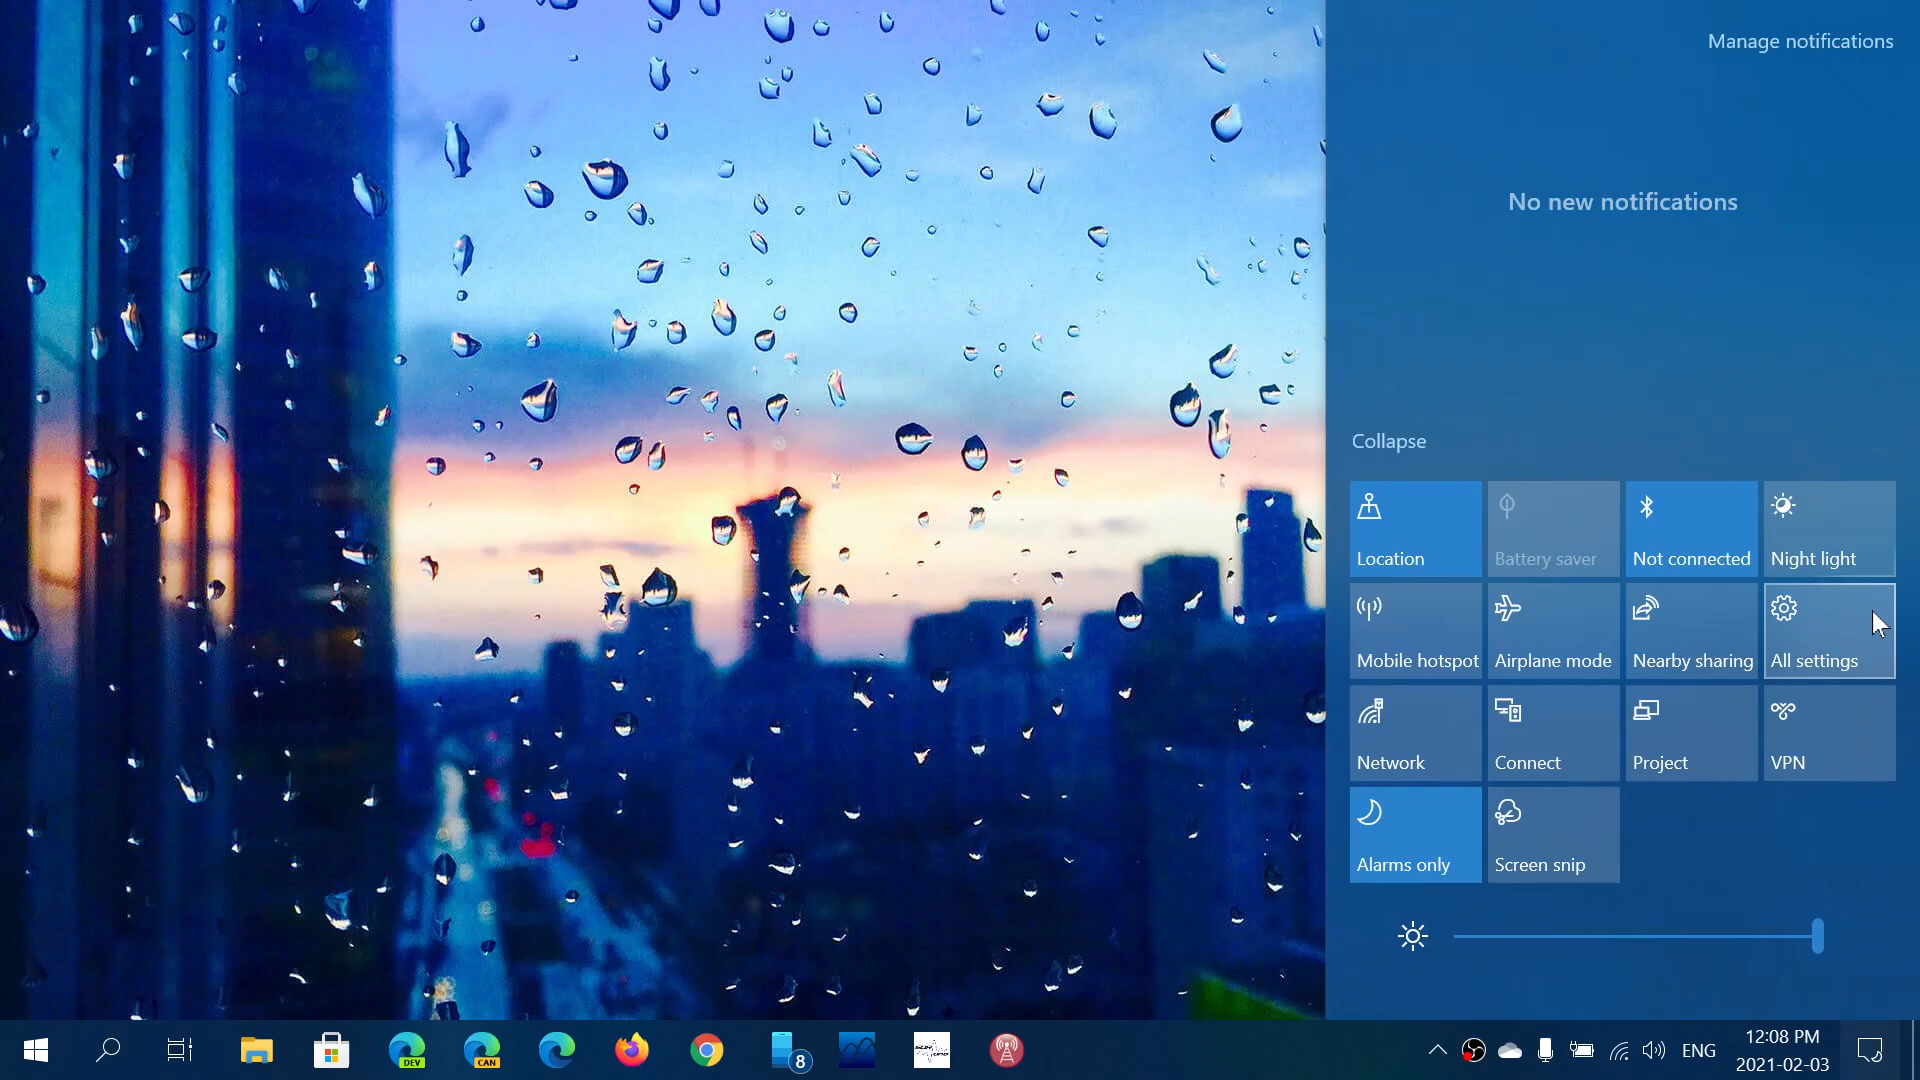 Manage notifications
No new notifications
Collapse
Location
Battery saver
Not connected
Night light
Mobile hotspot
Airplane mode
Nearby sharing
All settings
Network
Connect
Project
VPN
Alarms only
Screen snip
DEV
CAN
8
ENG
12:08 PM
2021-02-03